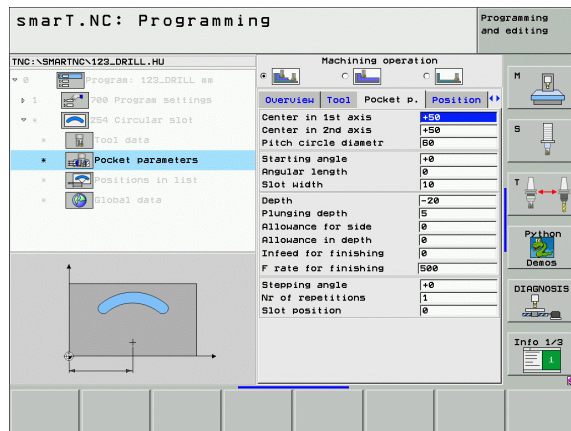 smarT.NC: Programming
Programming and editing
TNC:\SMARTNC\123_DRILL.HU
0 Program: 123_DRILL mm
1 700 Program settings
* 254 Circular slot
* Tool data
* Pocket parameters
* Positions in list
* Global data
Machining operation
Overview Tool Pocket p. Position
Center in 1st axis +50
Center in 2nd axis +50
Pitch circle diametr 60
Starting angle +0
Angular length 0
Slot width 10
Depth -20
Plunging depth 5
Allowance for side 0
Allowance in depth 0
Infeed for finishing 0
F rate for finishing 500
Stepping angle +0
Nr of repetitions 1
Slot position 0
M
S
T
Python
Demos
DIAGNOSIS
Info 1/3
i